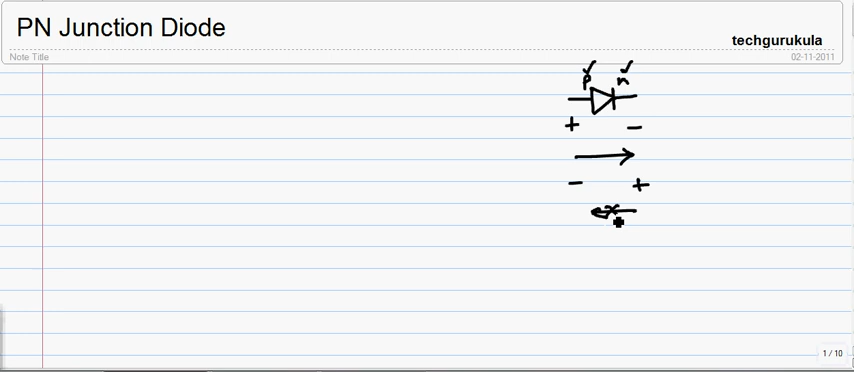 PN Junction Diode
techgurukula
Note Title
02-11-2011
p n
+ -
- +
1 / 10